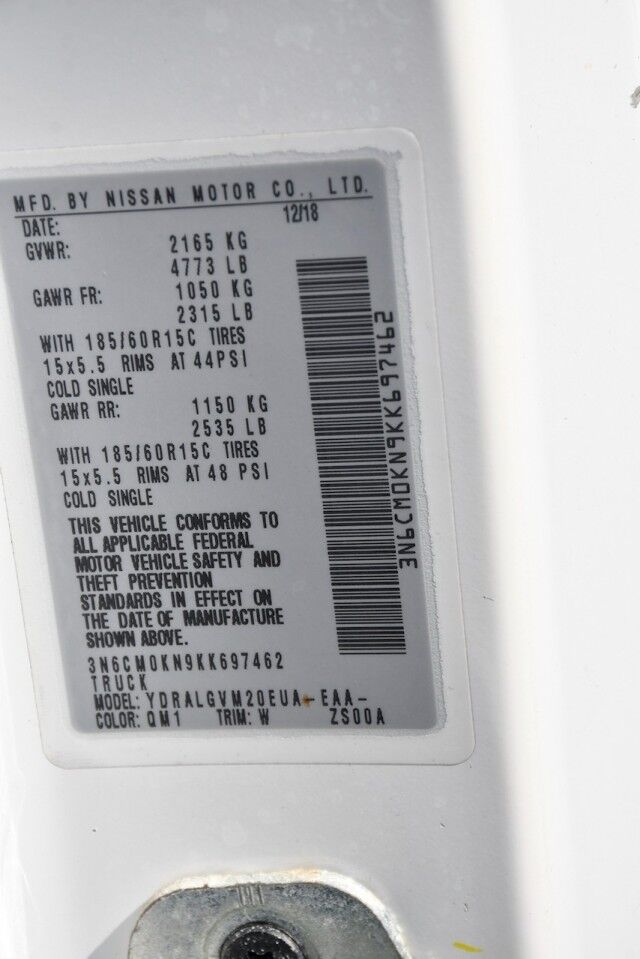 MFD. BY NISSAN MOTOR CO., LTD.
DATE: 12/18
GVWR: 2165 KG
4773 LB
GAWR FR: 1050 KG
2315 LB
WITH 185/60R15C TIRES
15x5.5 RIMS AT 44PSI
COLD SINGLE
GAWR RR: 1150 KG
2535 LB
WITH 185/60R15C TIRES
15x5.5 RIMS AT 48 PSI
COLD SINGLE
THIS VEHICLE CONFORMS TO
ALL APPLICABLE FEDERAL
MOTOR VEHICLE SAFETY AND
THEFT PREVENTION
STANDARDS IN EFFECT ON
THE DATE OF MANUFACTURE
SHOWN ABOVE.
3N6CM0KN9KK697462
TRUCK
MODEL: YDRALGVM20EUA-EAA-
COLOR: QM1 TRIM: W ZS00A
3N6CM0KN9KK697462